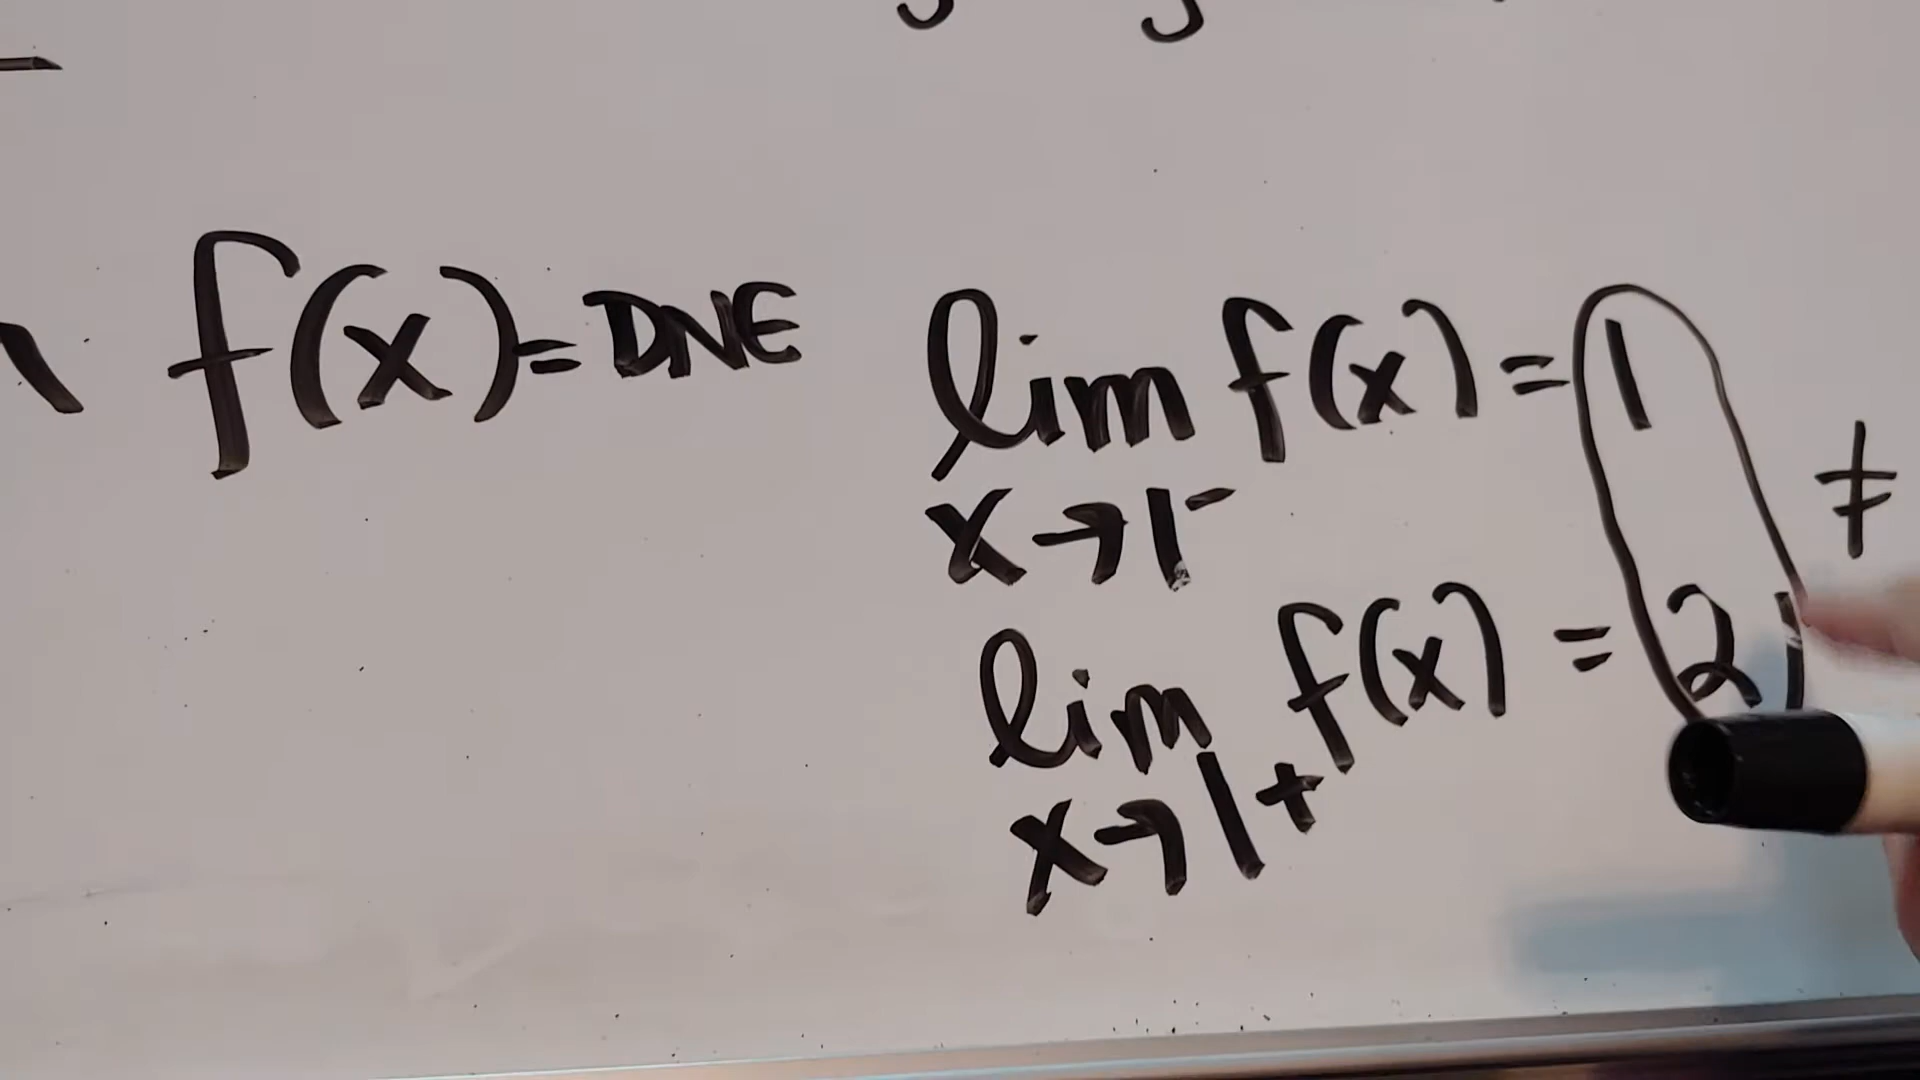 f(x)=DNE
lim f(x)=1
x→1⁻
≠
lim f(x) = 2
x→1+